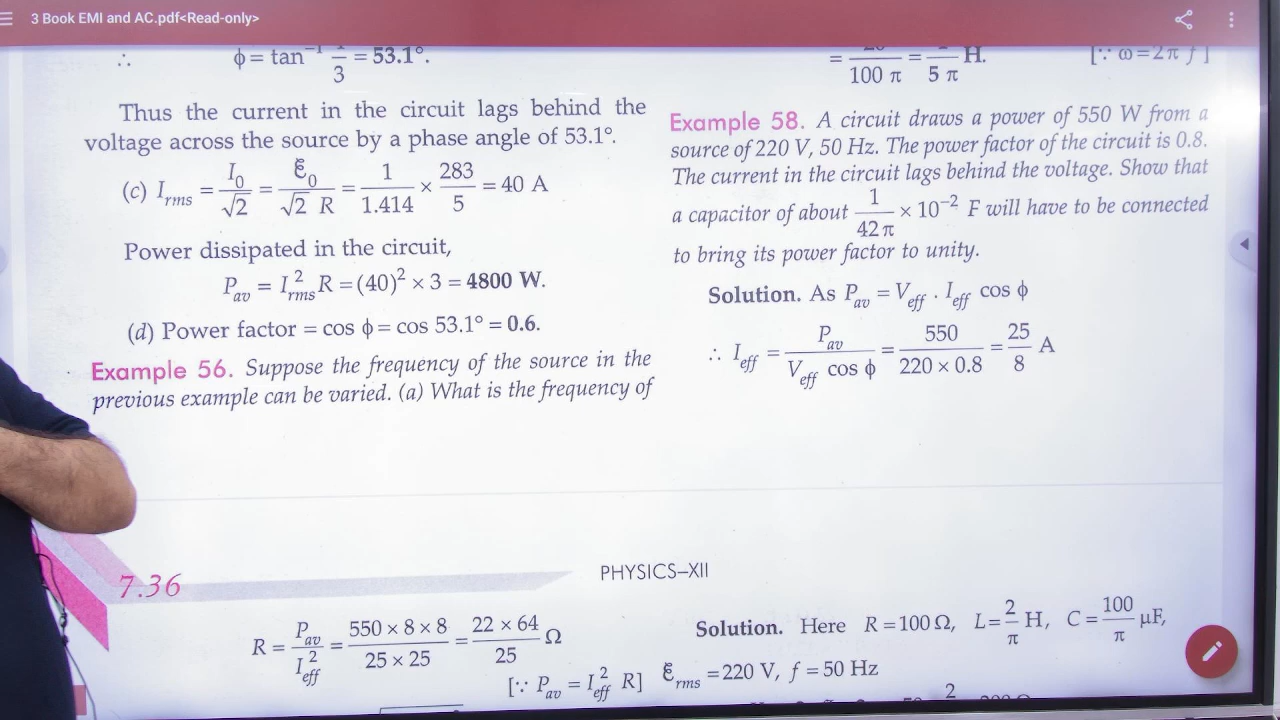 3 Book EMI and AC.pdf<Read-only>
∴ ϕ = tan⁻¹ /3 = 53.1°.
Thus the current in the circuit lags behind the
voltage across the source by a phase angle of 53.1°.
(c) I_rms = I₀/√2 = ℰ₀/(√2 R) = 1/1.414 × 283/5 = 40 A
Power dissipated in the circuit,
P_av = I²_rms R = (40)² × 3 = 4800 W.
(d) Power factor = cos ϕ = cos 53.1° = 0.6.
Example 56. Suppose the frequency of the source in the
previous example can be varied. (a) What is the frequency of
= /100 π = /5 π H. [∵ ω = 2π f ]
Example 58. A circuit draws a power of 550 W from a
source of 220 V, 50 Hz. The power factor of the circuit is 0.8.
The current in the circuit lags behind the voltage. Show that
a capacitor of about 1/42π × 10⁻² F will have to be connected
to bring its power factor to unity.
Solution. As P_av = V_eff . I_eff cos ϕ
∴ I_eff = P_av/(V_eff cos ϕ) = 550/(220 × 0.8) = 25/8 A
7.36
PHYSICS–XII
R = P_av/I²_eff = (550 × 8 × 8)/(25 × 25) = (22 × 64)/25 Ω
[∵ P_av = I²_eff R]
Solution. Here R = 100 Ω, L = 2/π H, C = 100/π μF,
ℰ_rms = 220 V, f = 50 Hz